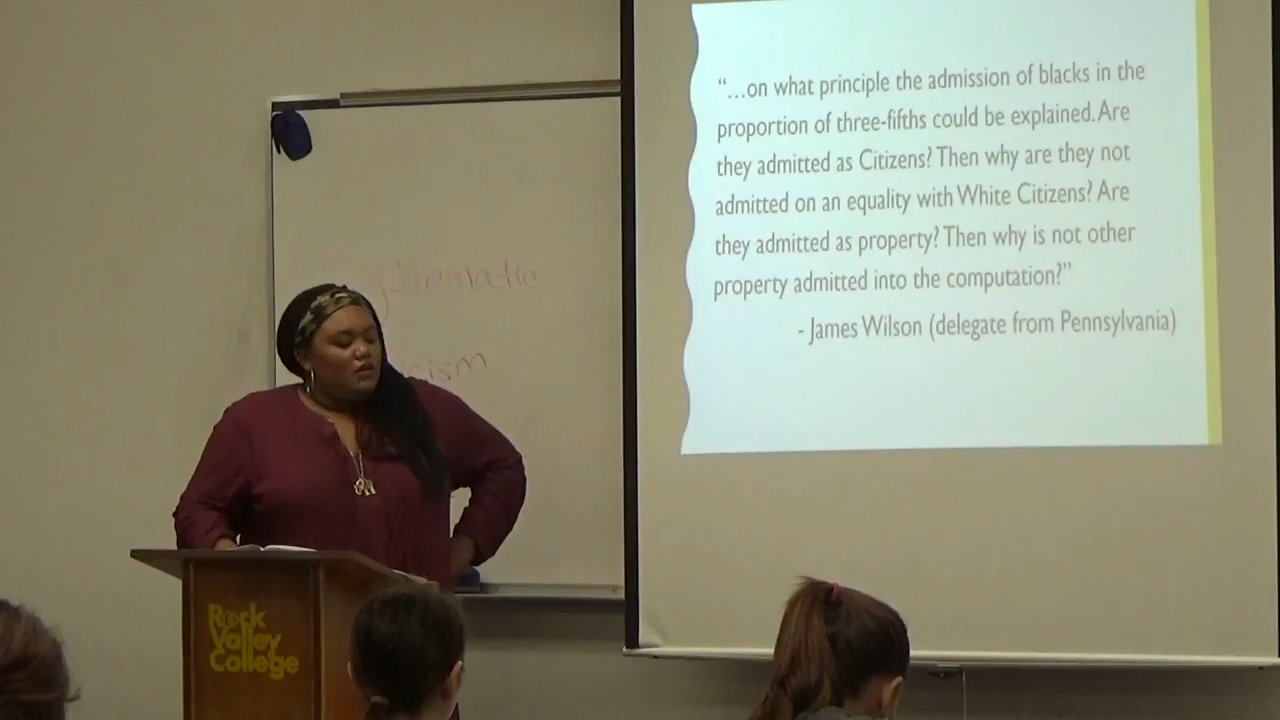 "...on what principle the admission of blacks in the
proportion of three-fifths could be explained. Are
they admitted as Citizens? Then why are they not
admitted on an equality with White Citizens? Are
they admitted as property? Then why is not other
property admitted into the computation?"
- James Wilson (delegate from Pennsylvania)
Rock
Valley
College